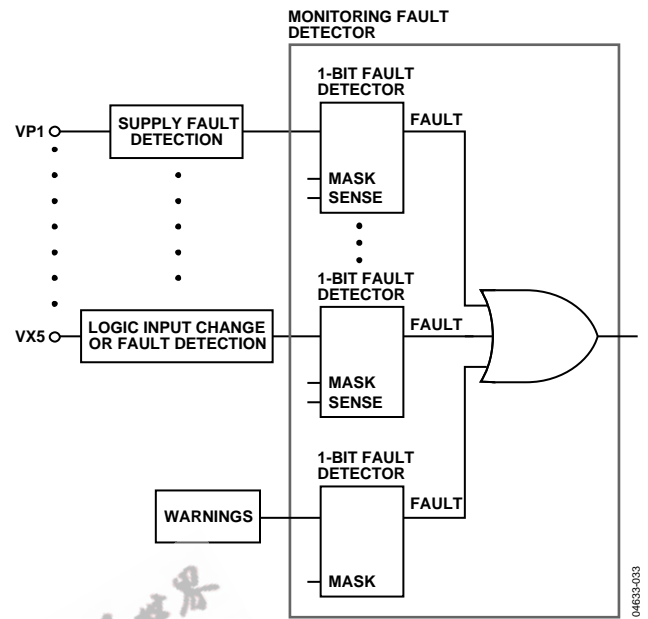 MONITORING FAULT
DETECTOR
1-BIT FAULT
DETECTOR
VP1
SUPPLY FAULT
DETECTION
FAULT
MASK
SENSE
1-BIT FAULT
DETECTOR
VX5
LOGIC INPUT CHANGE
OR FAULT DETECTION
FAULT
MASK
SENSE
1-BIT FAULT
DETECTOR
WARNINGS
FAULT
MASK
04633-033